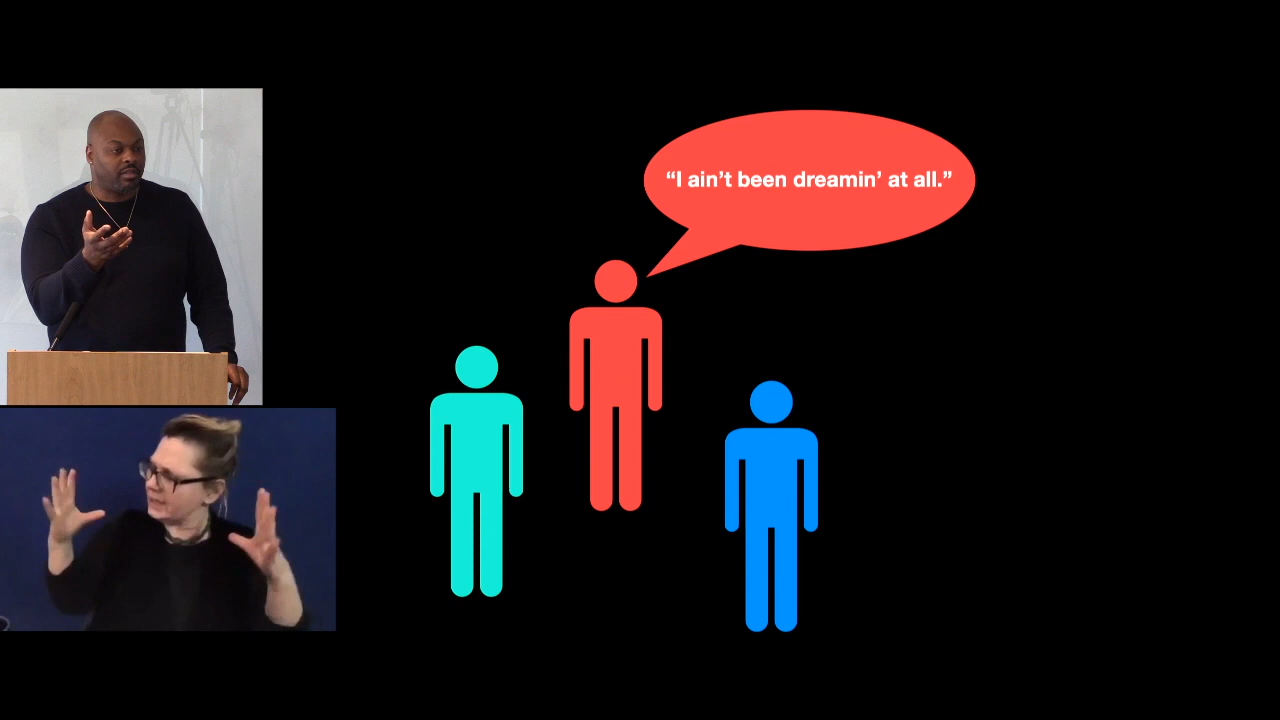 “I ain’t been dreamin’ at all.”